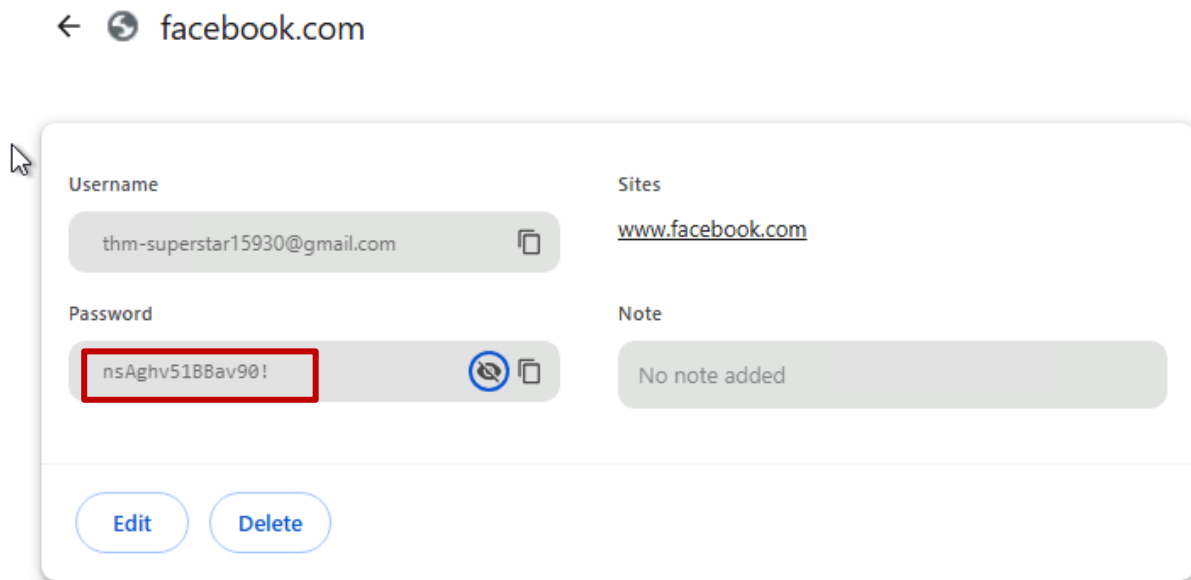 facebook.com
Username
thm-superstar15930@gmail.com
Sites
www.facebook.com
Password
nsAghv51BBav90!
Note
No note added
Edit
Delete